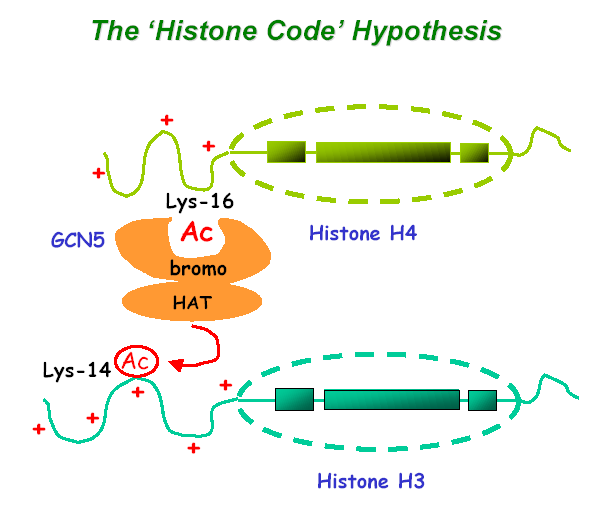 The ‘Histone Code’ Hypothesis
+
+
+
Lys-16
GCN5
Ac
Histone H4
bromo
HAT
Lys-14
Ac
+
+
+
+
+
Histone H3